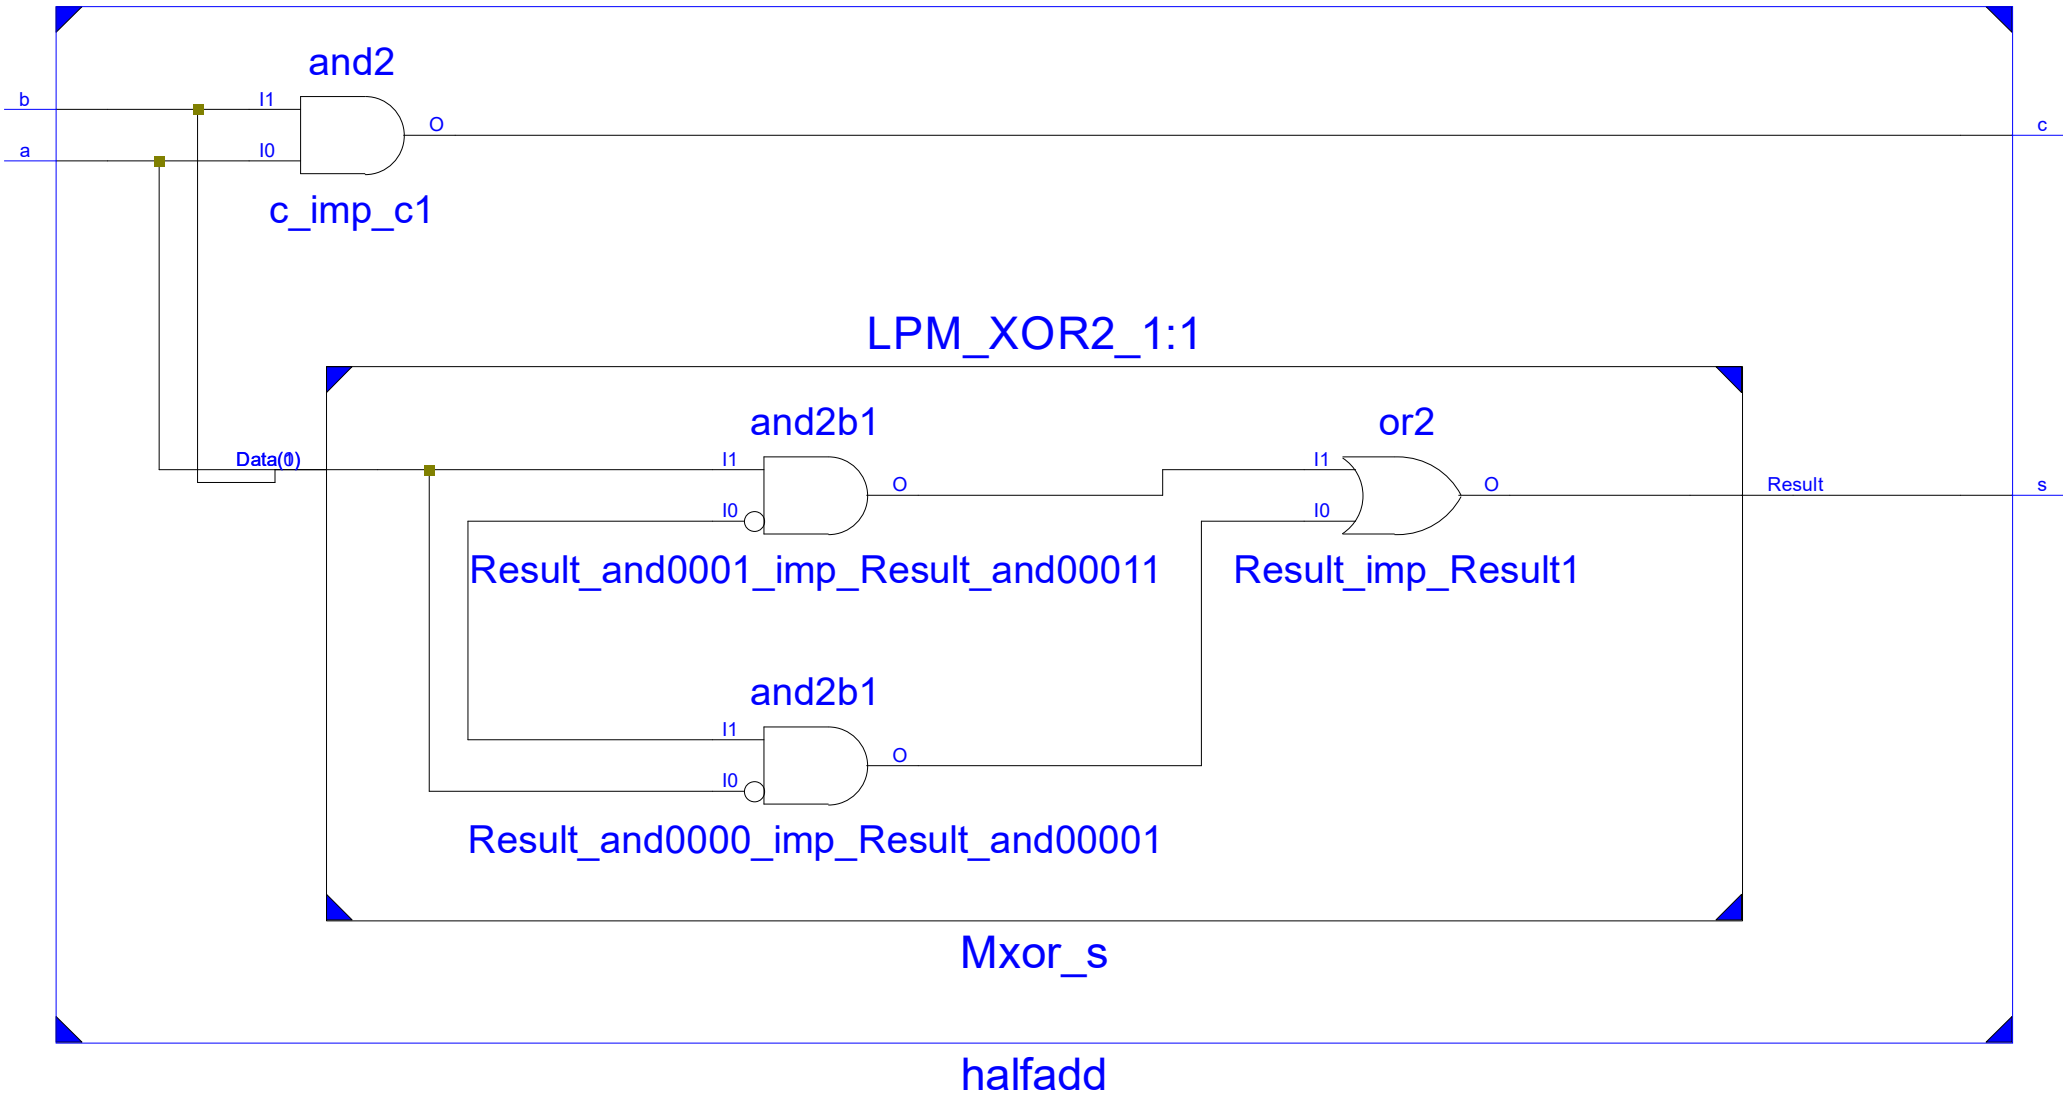 and2
b
I1
O
c
a
I0
c_imp_c1
LPM_XOR2_1:1
and2b1
or2
I1
I1
O
O
Result
s
I0
I0
Result_and0001_imp_Result_and00011
Result_imp_Result1
and2b1
I1
O
I0
Result_and0000_imp_Result_and00001
Mxor_s
halfadd